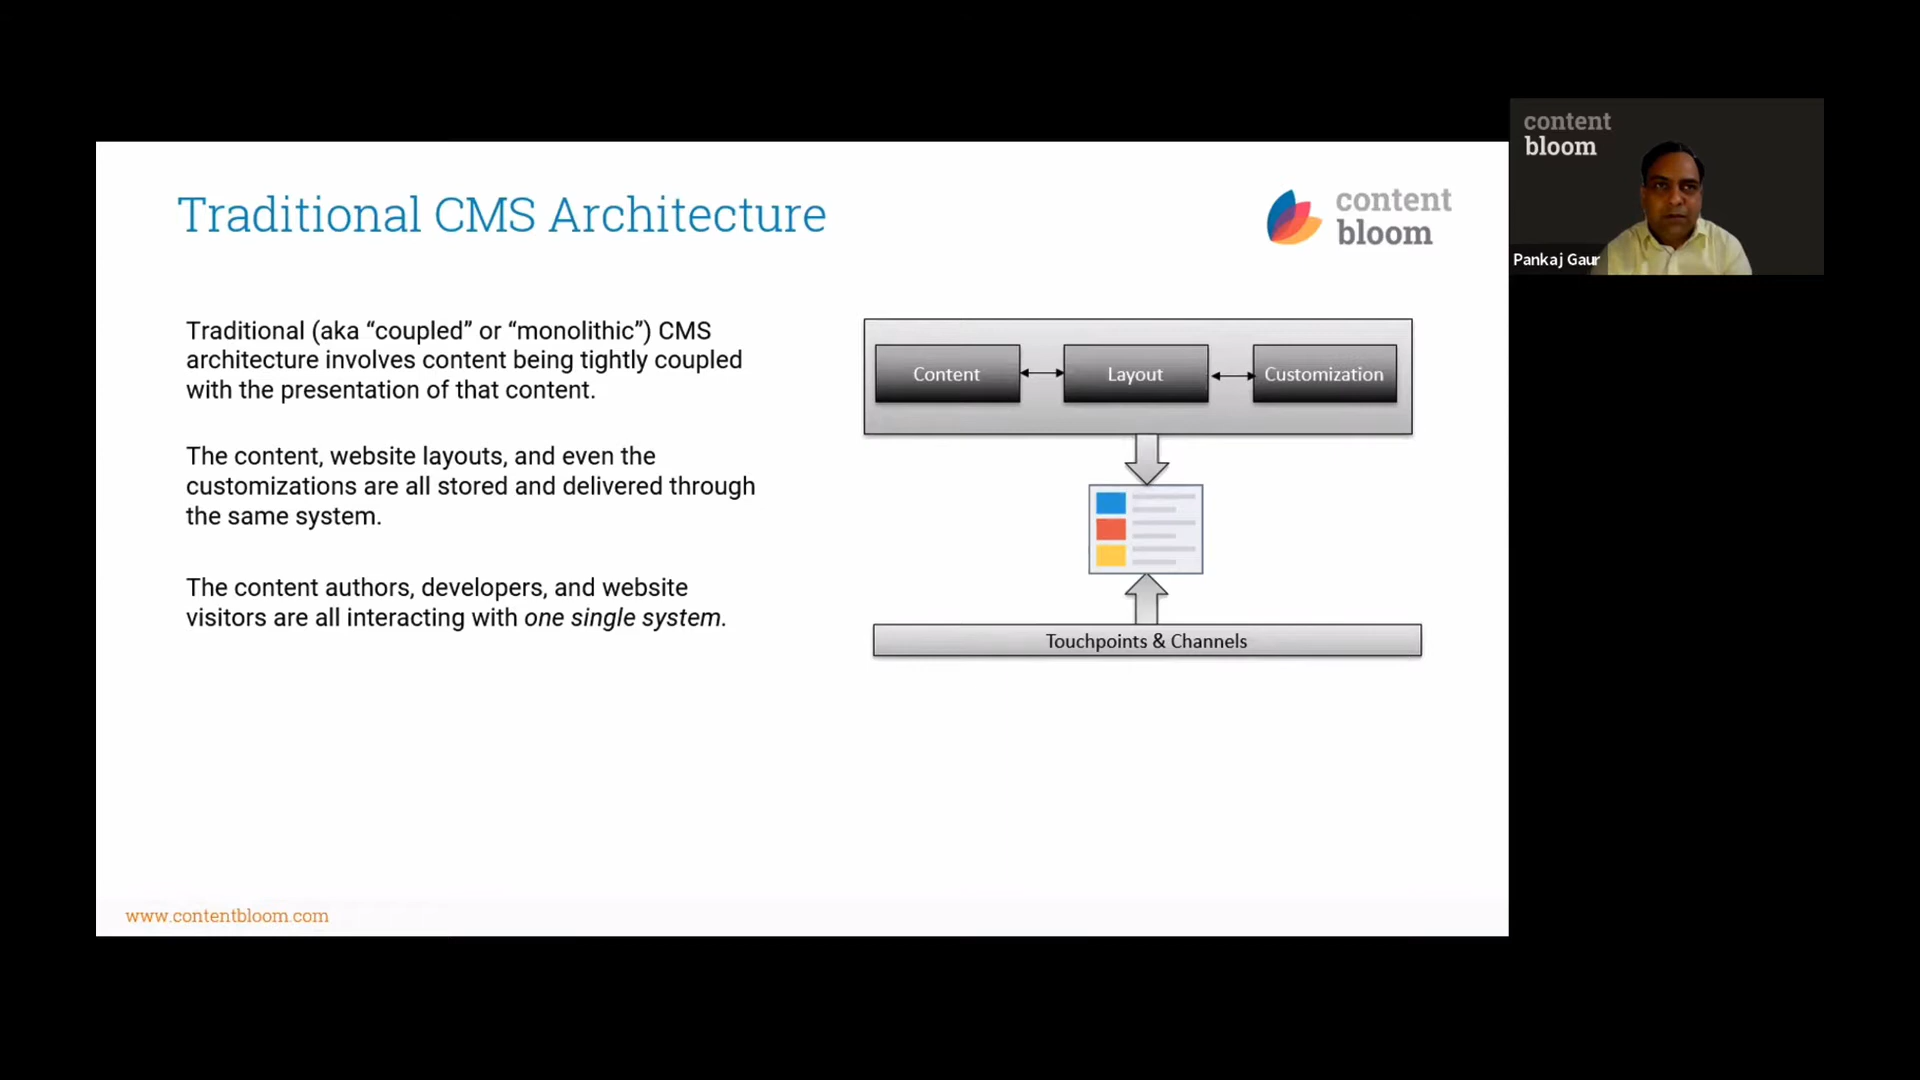 Traditional CMS Architecture
content
bloom
Traditional (aka “coupled” or “monolithic”) CMS
architecture involves content being tightly coupled
with the presentation of that content.
The content, website layouts, and even the
customizations are all stored and delivered through
the same system.
The content authors, developers, and website
visitors are all interacting with one single system.
Content
Layout
Customization
Touchpoints & Channels
www.contentbloom.com
content
bloom
Pankaj Gaur